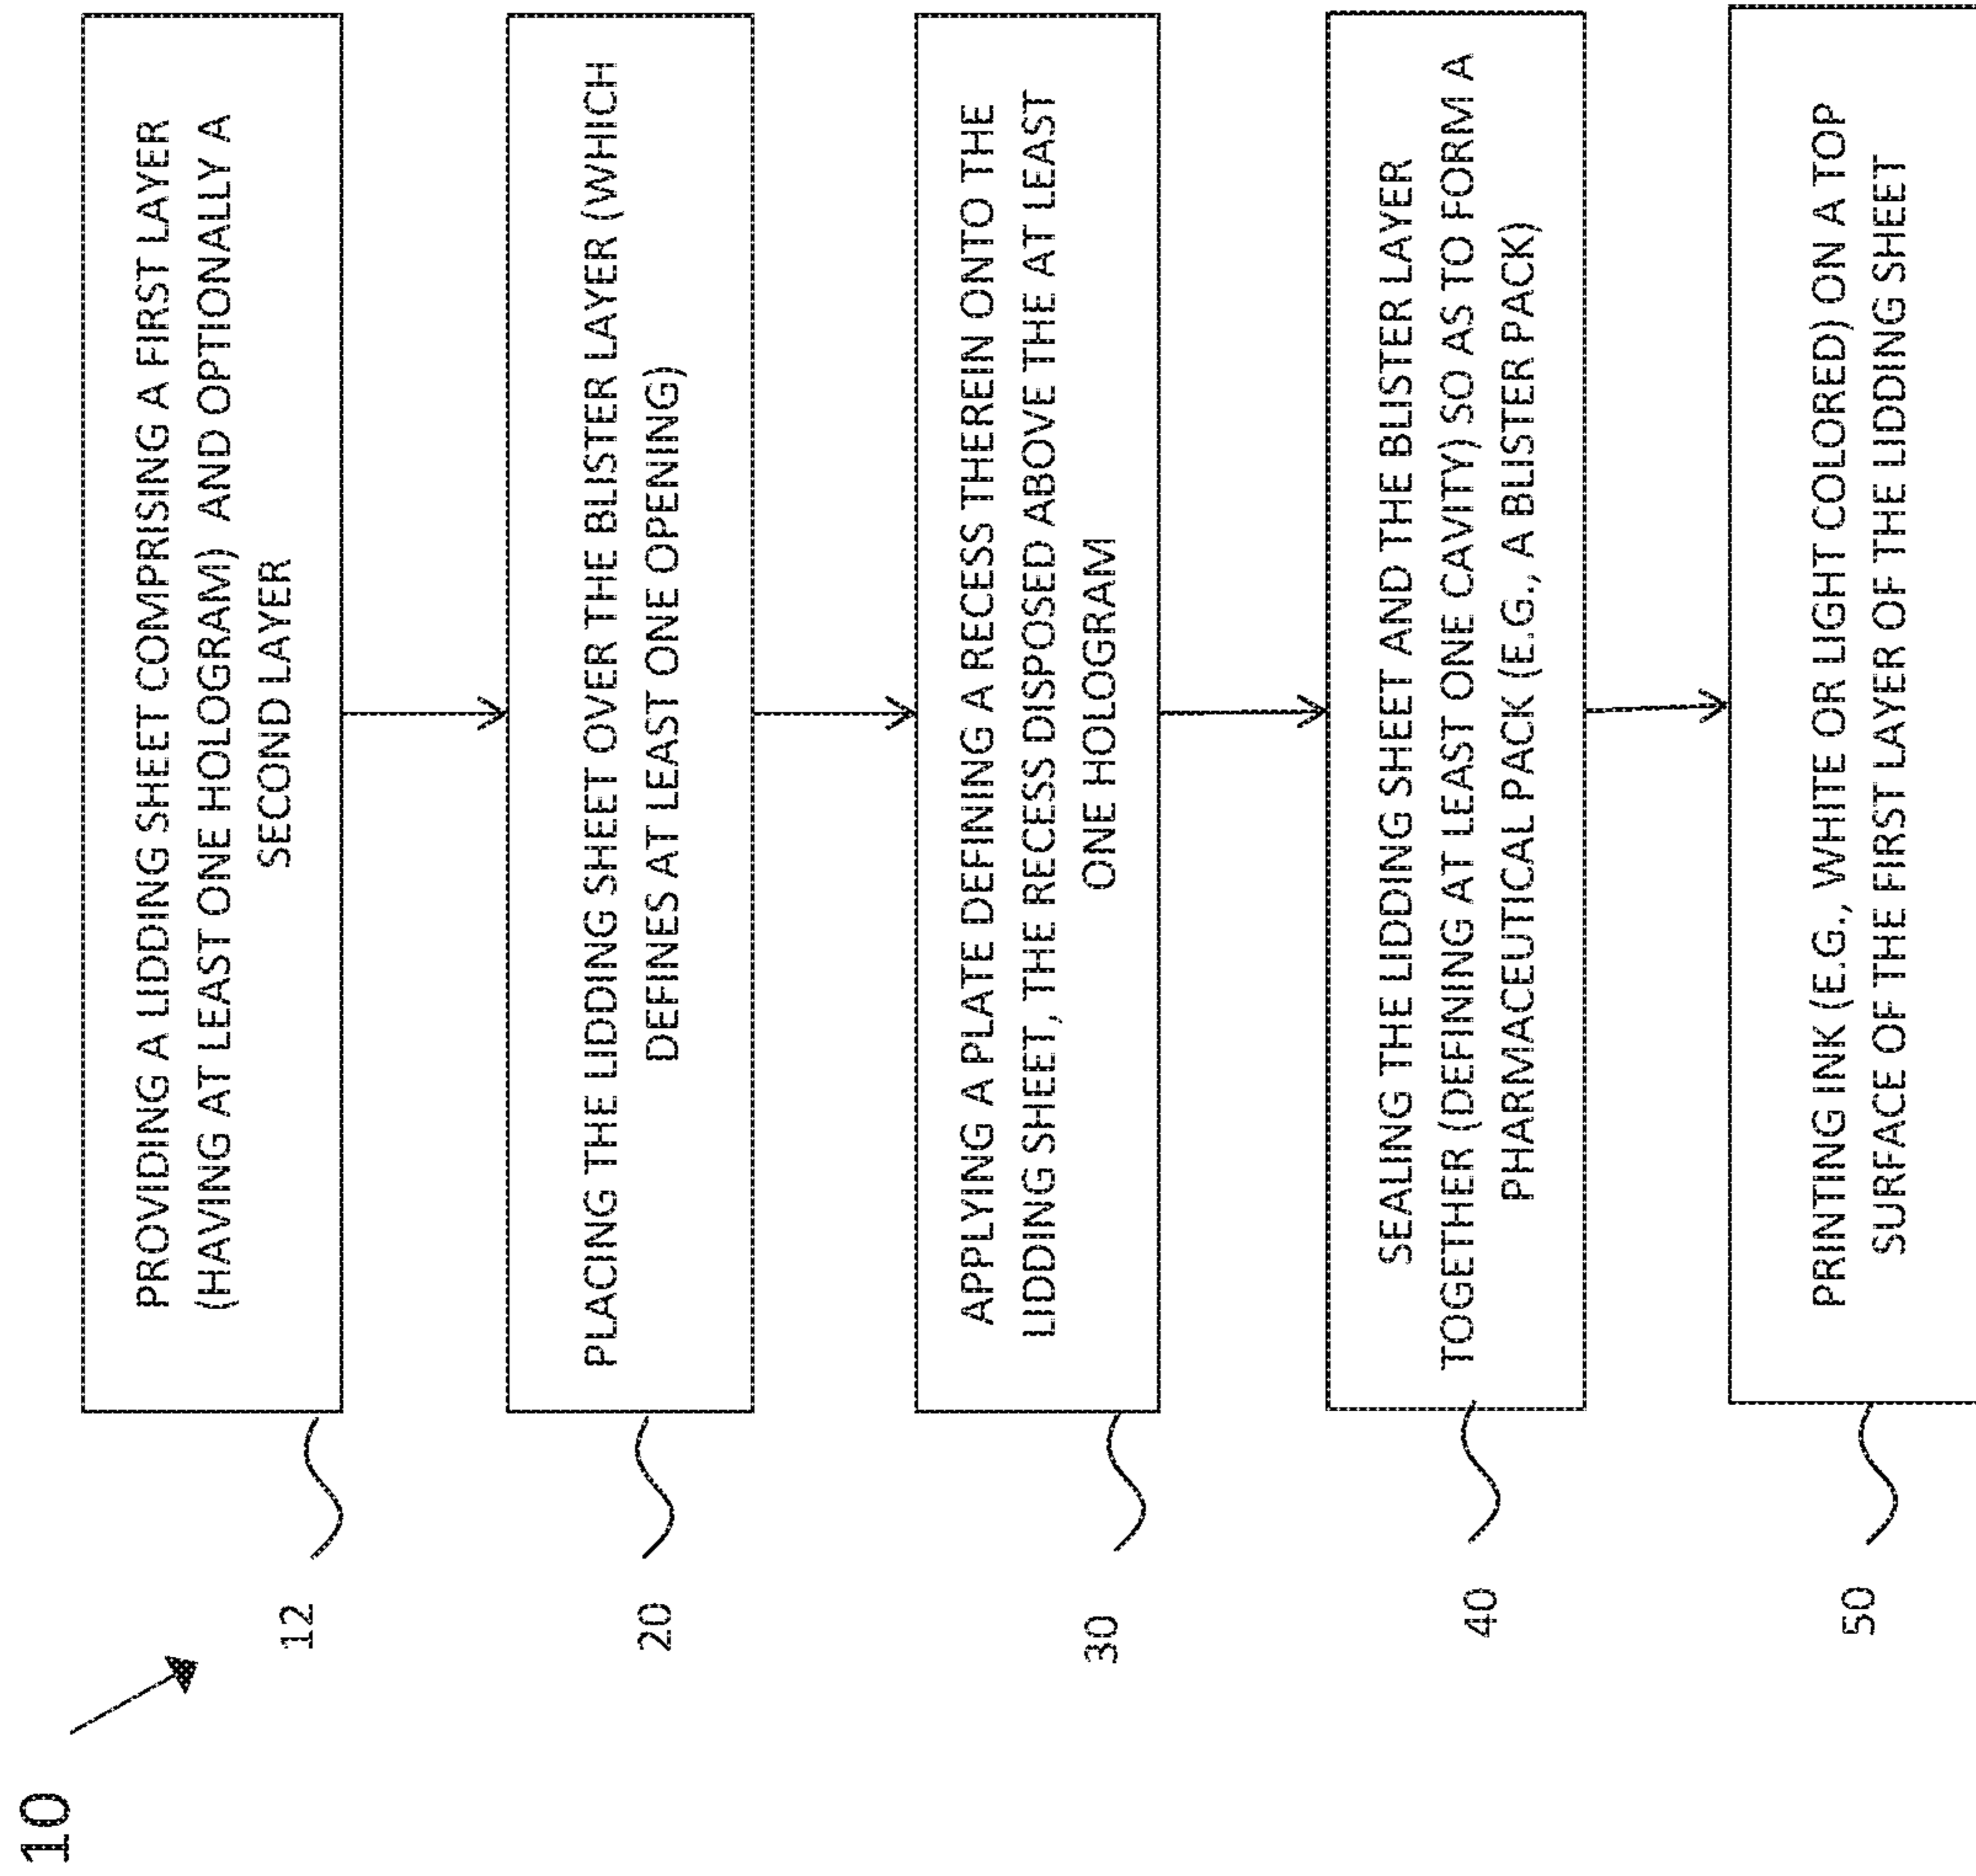 10
12
PROVIDING A LIDDING SHEET COMPRISING A FIRST LAYER
(HAVING AT LEAST ONE HOLOGRAM) AND OPTIONALLY A
SECOND LAYER
20
PLACING THE LIDDING SHEET OVER THE BLISTER LAYER (WHICH
DEFINES AT LEAST ONE OPENING)
30
APPLYING A PLATE DEFINING A RECESS THEREIN ONTO THE
LIDDING SHEET, THE RECESS DISPOSED ABOVE THE AT LEAST
ONE HOLOGRAM
40
SEALING THE LIDDING SHEET AND THE BLISTER LAYER
TOGETHER (DEFINING AT LEAST ONE CAVITY) SO AS TO FORM A
PHARMACEUTICAL PACK (E.G., A BLISTER PACK)
50
PRINTING INK (E.G., WHITE OR LIGHT COLORED) ON A TOP
SURFACE OF THE FIRST LAYER OF THE LIDDING SHEET